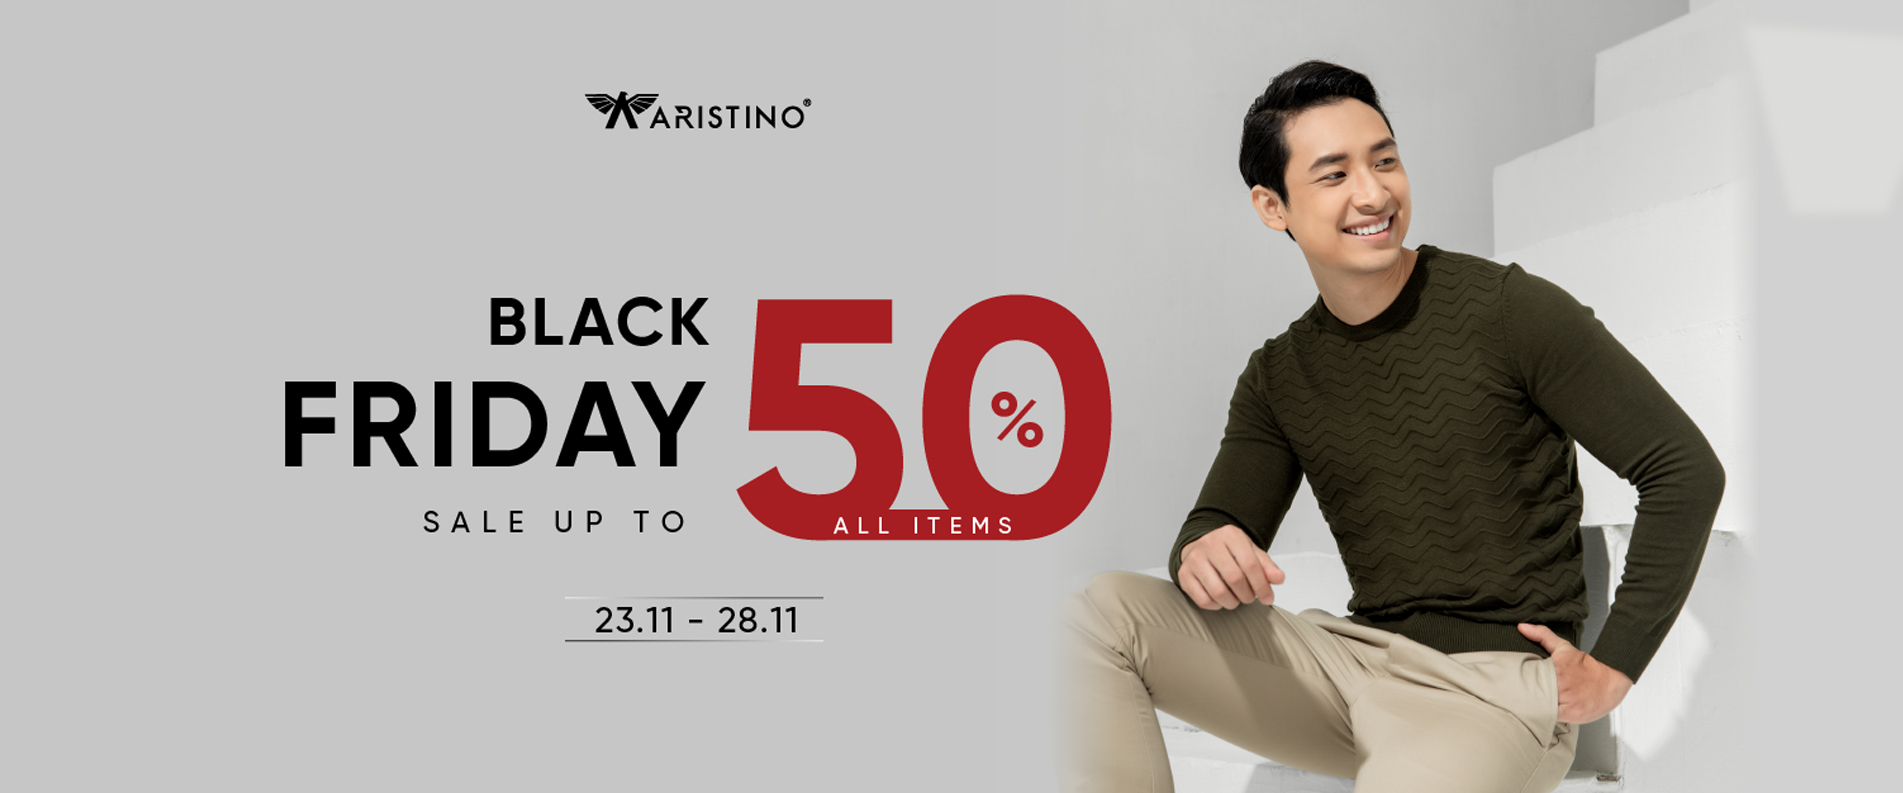 ARISTINO®
BLACK
FRIDAY
SALE UP TO
50%
ALL ITEMS
23.11 - 28.11